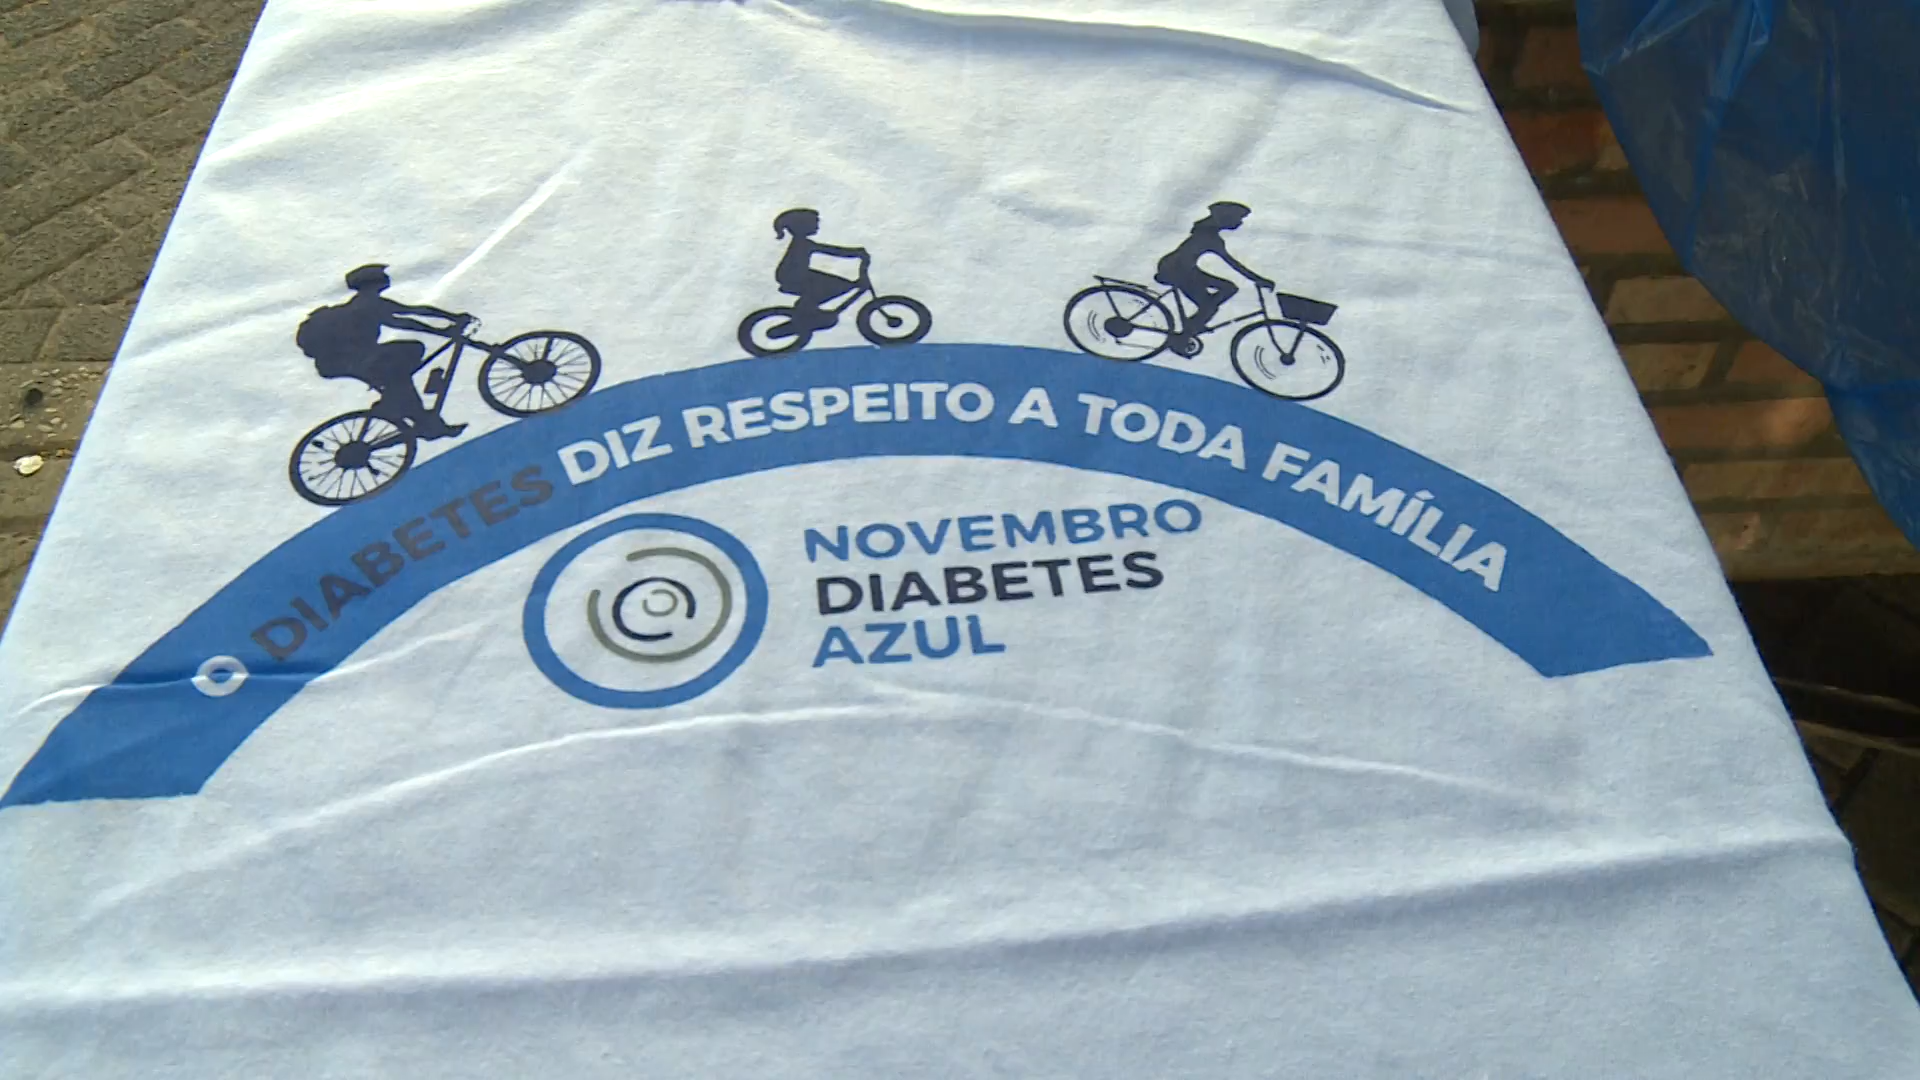 O DIABETES DIZ RESPEITO A TODA FAMÍLIA
NOVEMBRO
DIABETES
AZUL